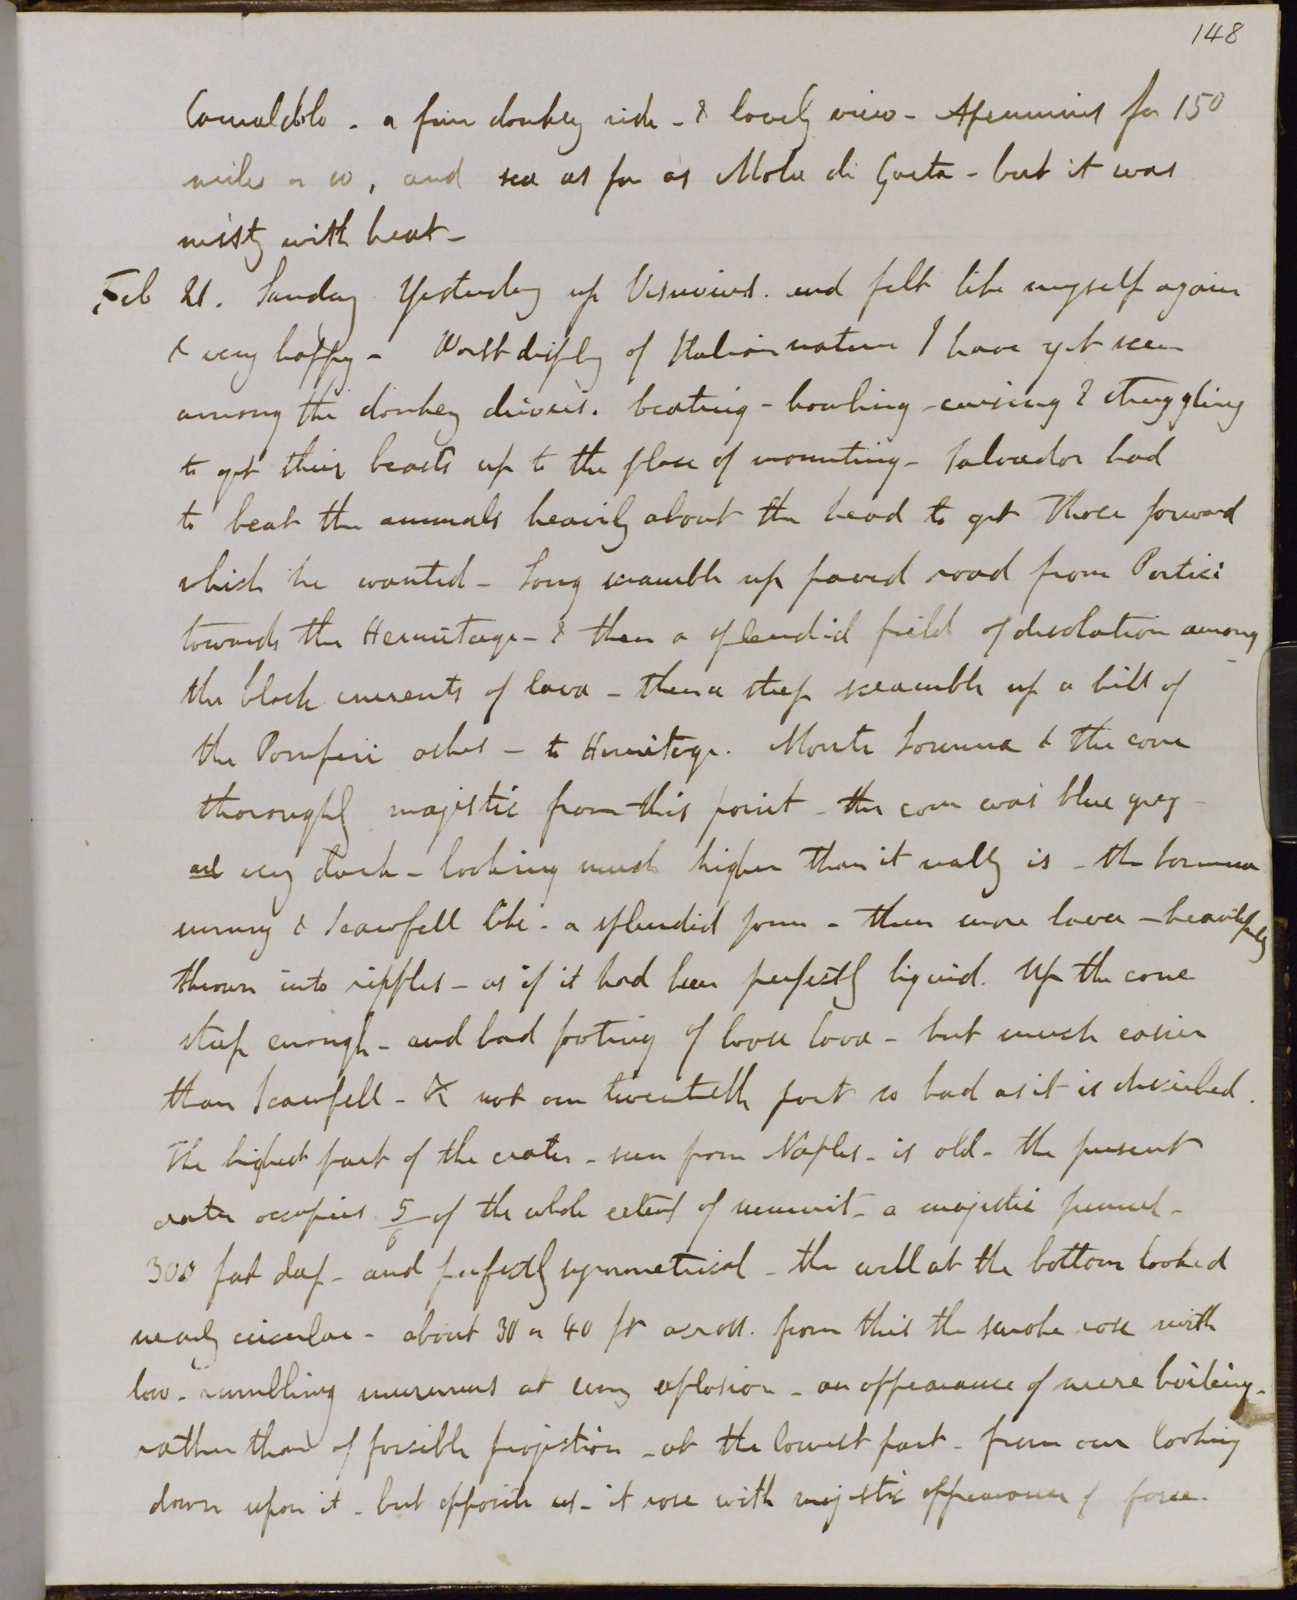 148
Camaldolo - a fine donkey ride - & lovely view - Apennines for 150
miles or so, and sea as far as Mola di Gaeta - but it was
misty with heat -
Feb 21. Sunday. Yesterday up Vesuvius. and felt like myself again
& very happy - Worst display of Italian nature I have yet seen
among the donkey drivers. beating - howling - cursing & struggling
to get their beasts up to the place of mounting - Salvador had
to beat the animals heavily about the head to get those forward
which he wanted - Long scramble up paved road from Portici
towards the Hermitage - & then a splendid field of desolation among
the black currents of lava - then a steep scramble up a hill of
the Pompeii ashes - to Hermitage. Monte Somma & the cone
thoroughly majestic from this point - the cone was blue grey -
and very dark - looking much higher than it really is - the Somma
& Scawfell like - a splendid form - then more lava - beautifully
thrown into ripples - as if it had been perfectly liquid. Up the cone
steep enough - and bad footing of loose lava - but much easier
than Scawfell - & not one twentieth part so bad as it is described.
The highest part of the crater - seen from Naples - is old - the present
crater occupies 5/6 of the whole extent of summit - a majestic funnel -
300 feet deep - and perfectly symmetrical - the well at the bottom looked
nearly circular - about 30 or 40 ft across. from this the smoke rose with
low - rumbling murmurs at every explosion - an appearance of mere boiling -
rather than of forcible projection - at the lowest part - from our looking
down upon it - but opposite us - it rose with majestic appearance of force.